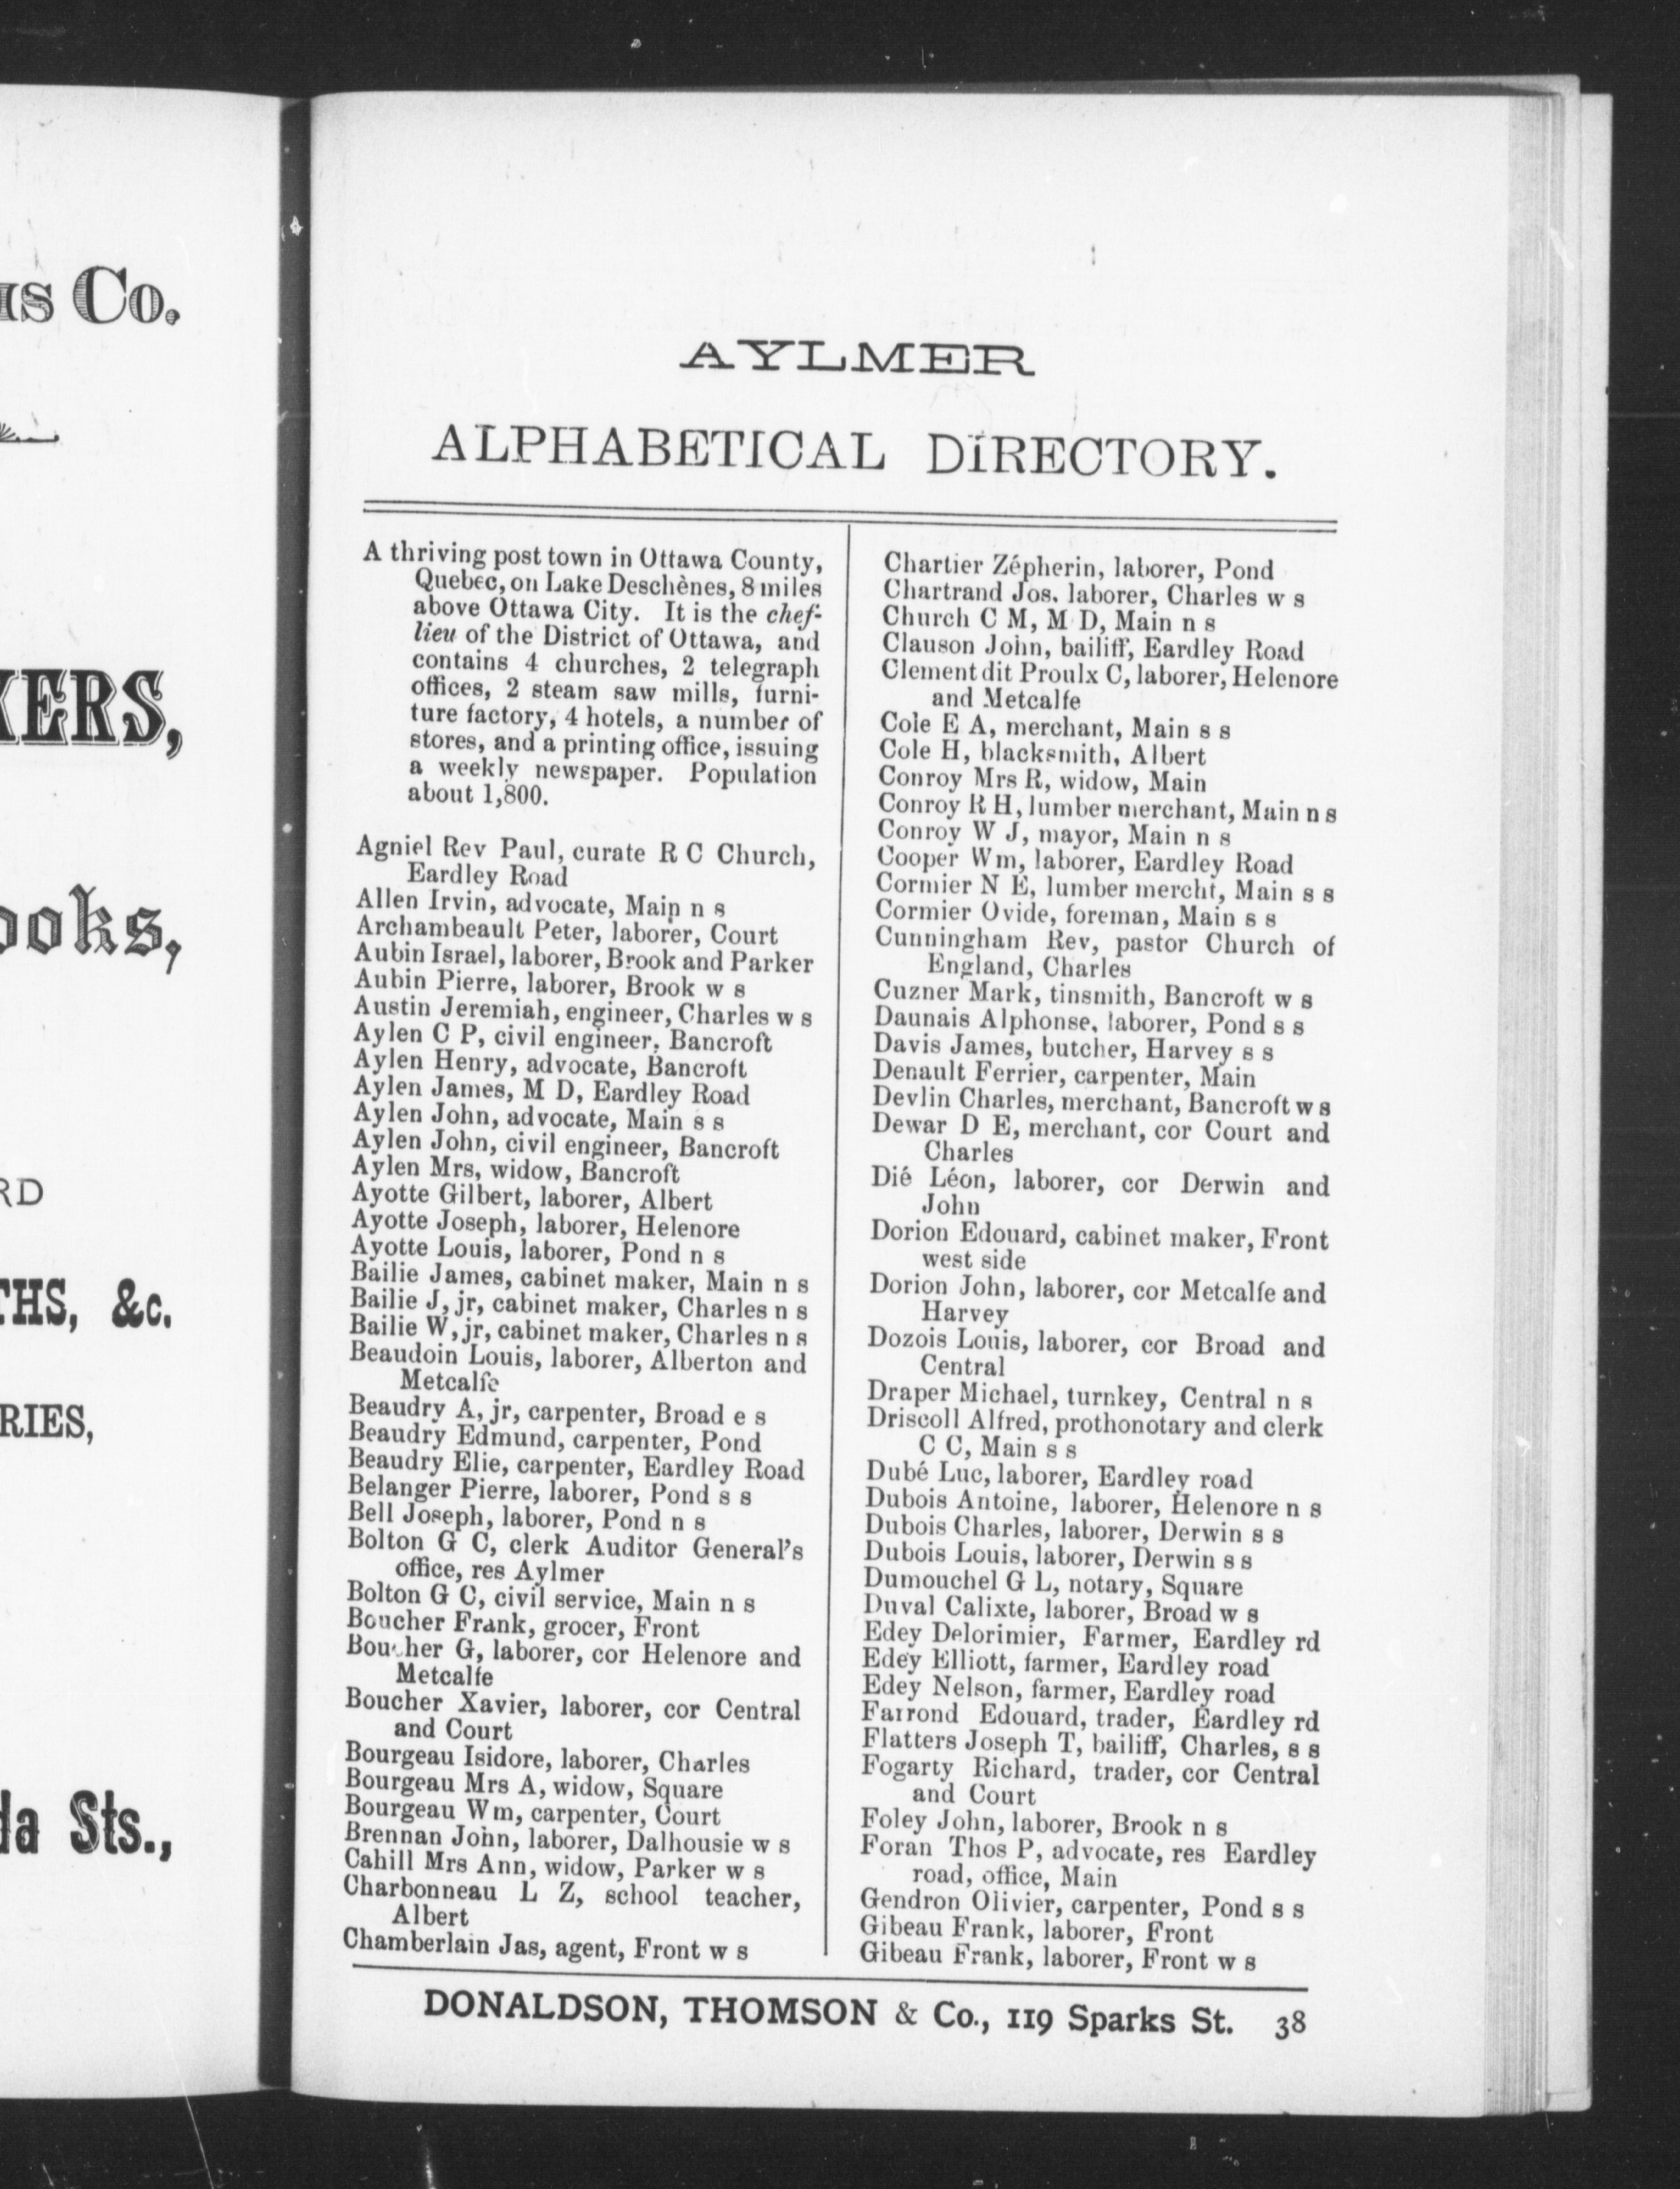 IS Co.
KERS,
ooks,
RD
THS, &c.
RIES,
da Sts.,
AYLMER
ALPHABETICAL DIRECTORY.
A thriving post town in Ottawa County,
Quebec, on Lake Deschènes, 8 miles
above Ottawa City. It is the chef-
lieu of the District of Ottawa, and
contains 4 churches, 2 telegraph
offices, 2 steam saw mills, furni-
ture factory, 4 hotels, a number of
stores, and a printing office, issuing
a weekly newspaper. Population
about 1,800.
Agniel Rev Paul, curate R C Church,
Eardley Road
Allen Irvin, advocate, Main n s
Archambeault Peter, laborer, Court
Aubin Israel, laborer, Brook and Parker
Aubin Pierre, laborer, Brook w s
Austin Jeremiah, engineer, Charles w s
Aylen C P, civil engineer, Bancroft
Aylen Henry, advocate, Bancroft
Aylen James, M D, Eardley Road
Aylen John, advocate, Main s s
Aylen John, civil engineer, Bancroft
Aylen Mrs, widow, Bancroft
Ayotte Gilbert, laborer, Albert
Ayotte Joseph, laborer, Helenore
Ayotte Louis, laborer, Pond n s
Bailie James, cabinet maker, Main n s
Bailie J, jr, cabinet maker, Charles n s
Bailie W, jr, cabinet maker, Charles n s
Beaudoin Louis, laborer, Alberton and
Metcalfe
Beaudry A, jr, carpenter, Broad e s
Beaudry Edmund, carpenter, Pond
Beaudry Elie, carpenter, Eardley Road
Belanger Pierre, laborer, Pond s s
Bell Joseph, laborer, Pond n s
Bolton G C, clerk Auditor General's
office, res Aylmer
Bolton G C, civil service, Main n s
Boucher Frank, grocer, Front
Boucher G, laborer, cor Helenore and
Metcalfe
Boucher Xavier, laborer, cor Central
and Court
Bourgeau Isidore, laborer, Charles
Bourgeau Mrs A, widow, Square
Bourgeau Wm, carpenter, Court
Brennan John, laborer, Dalhousie w s
Cahill Mrs Ann, widow, Parker w s
Charbonneau L Z, school teacher,
Albert
Chamberlain Jas, agent, Front w s
Chartier Zépherin, laborer, Pond
Chartrand Jos. laborer, Charles w s
Church C M, M D, Main n s
Clauson John, bailiff, Eardley Road
Clement dit Proulx C, laborer, Helenore
and Metcalfe
Cole E A, merchant, Main s s
Cole H, blacksmith, Albert
Conroy Mrs R, widow, Main
Conroy R H, lumber merchant, Main n s
Conroy W J, mayor, Main n s
Cooper Wm, laborer, Eardley Road
Cormier N E, lumber mercht, Main s s
Cormier Ovide, foreman, Main s s
Cunningham Rev, pastor Church of
England, Charles
Cuzner Mark, tinsmith, Bancroft w s
Daunais Alphonse, laborer, Pond s s
Davis James, butcher, Harvey s s
Denault Ferrier, carpenter, Main
Devlin Charles, merchant, Bancroft w s
Dewar D E, merchant, cor Court and
Charles
Dié Léon, laborer, cor Derwin and
John
Dorion Edouard, cabinet maker, Front
west side
Dorion John, laborer, cor Metcalfe and
Harvey
Dozois Louis, laborer, cor Broad and
Central
Draper Michael, turnkey, Central n s
Driscoll Alfred, prothonotary and clerk
C C, Main s s
Dubé Luc, laborer, Eardley road
Dubois Antoine, laborer, Helenore n s
Dubois Charles, laborer, Derwin s s
Dubois Louis, laborer, Derwin s s
Dumouchel G L, notary, Square
Duval Calixte, laborer, Broad w s
Edey Delorimier, Farmer, Eardley rd
Edey Elliott, farmer, Eardley road
Edey Nelson, farmer, Eardley road
Fairond Edouard, trader, Eardley rd
Flatters Joseph T, bailiff, Charles, s s
Fogarty Richard, trader, cor Central
and Court
Foley John, laborer, Brook n s
Foran Thos P, advocate, res Eardley
road, office, Main
Gendron Olivier, carpenter, Pond s s
Gibeau Frank, laborer, Front
Gibeau Frank, laborer, Front w s
DONALDSON, THOMSON & Co., 119 Sparks St. 38